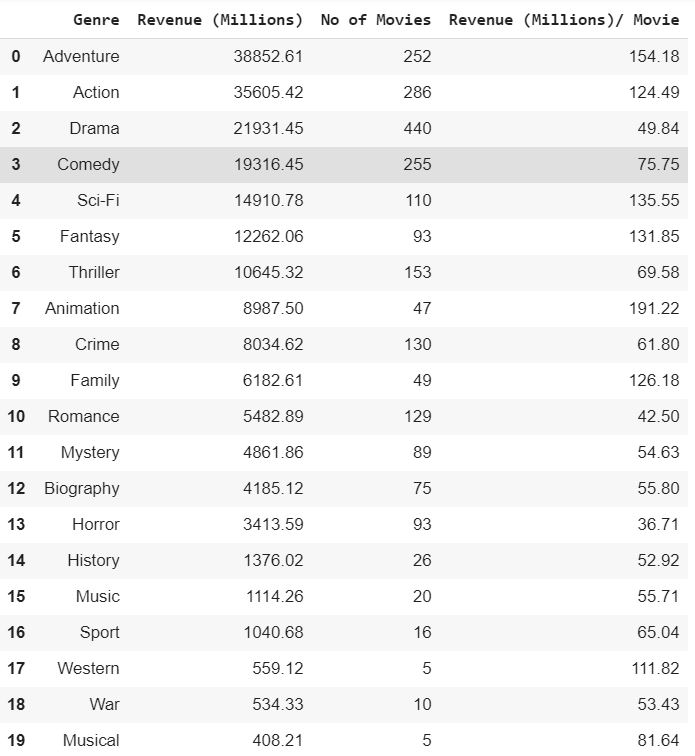 Genre Revenue (Millions) No of Movies Revenue (Millions)/ Movie
0 Adventure 38852.61 252 154.18
1 Action 35605.42 286 124.49
2 Drama 21931.45 440 49.84
3 Comedy 19316.45 255 75.75
4 Sci-Fi 14910.78 110 135.55
5 Fantasy 12262.06 93 131.85
6 Thriller 10645.32 153 69.58
7 Animation 8987.50 47 191.22
8 Crime 8034.62 130 61.80
9 Family 6182.61 49 126.18
10 Romance 5482.89 129 42.50
11 Mystery 4861.86 89 54.63
12 Biography 4185.12 75 55.80
13 Horror 3413.59 93 36.71
14 History 1376.02 26 52.92
15 Music 1114.26 20 55.71
16 Sport 1040.68 16 65.04
17 Western 559.12 5 111.82
18 War 534.33 10 53.43
19 Musical 408.21 5 81.64